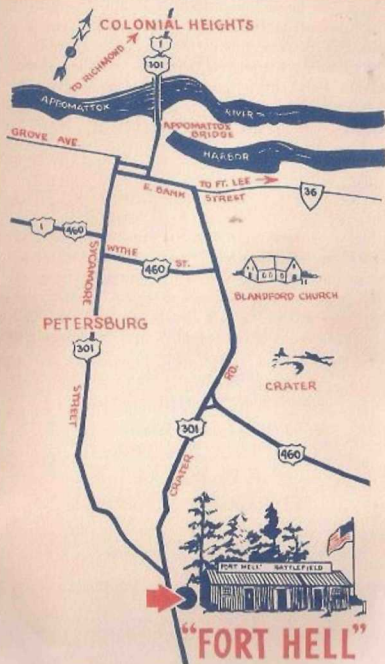 COLONIAL HEIGHTS
N
TO RICHMOND
1
301
APPOMATTOX RIVER
APPOMATTOX
BRIDGE
HARBOR
GROVE AVE.
E. BANK STREET
TO FT. LEE
36
1 460
WYTHE ST.
460
SYCAMORE STREET
BLANDFORD CHURCH
PETERSBURG
301
CRATER
CRATER RD.
301
460
FORT HELL BATTLEFIELD
"FORT HELL"